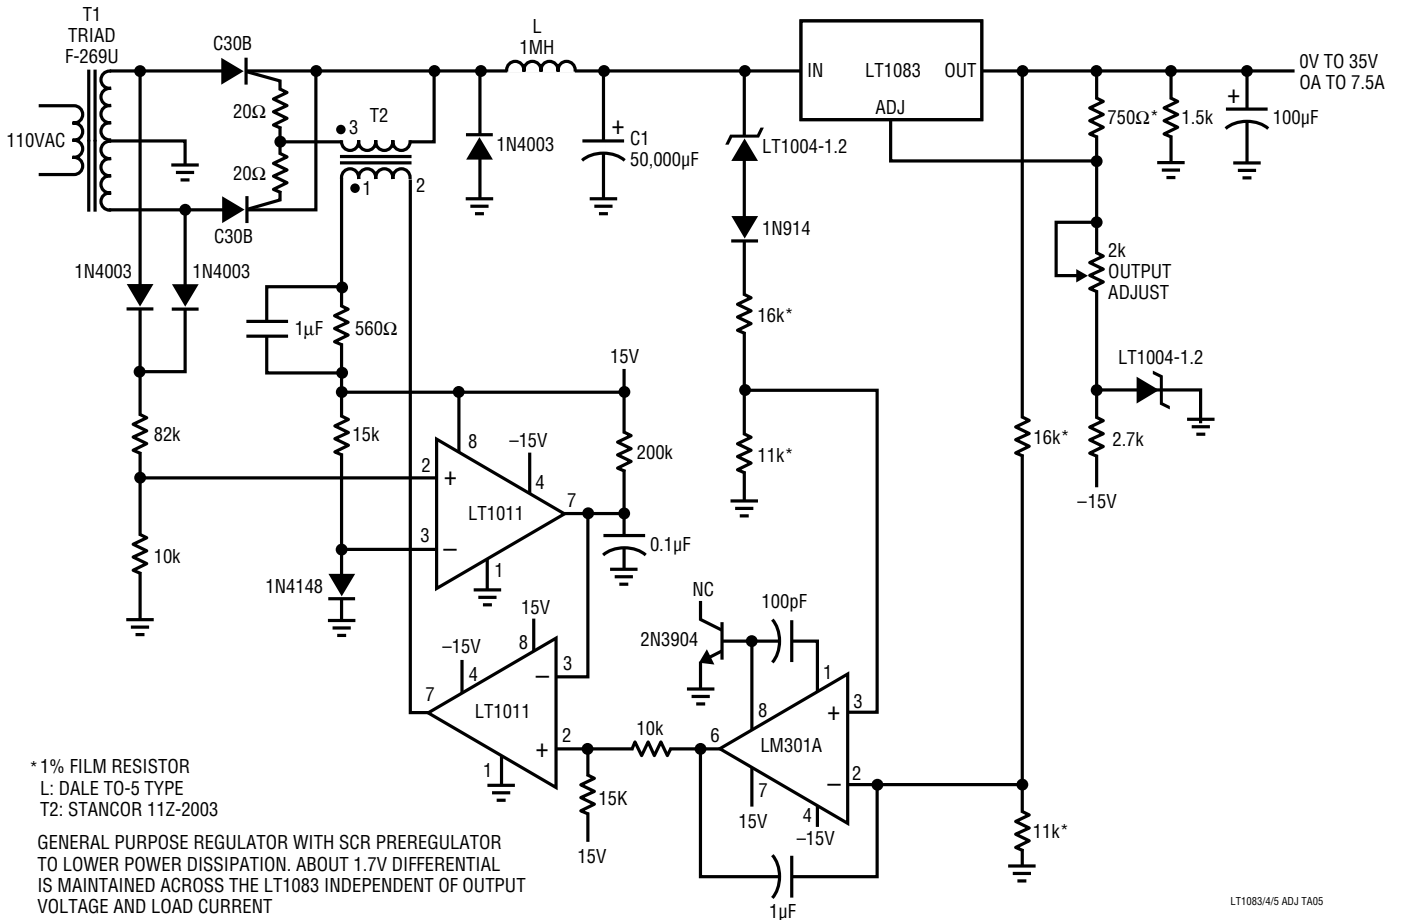 T1
TRIAD
F-269U
110VAC
C30B
20Ω
20Ω
C30B
T2
3
1
2
L
1MH
1N4003
+
C1
50,000µF
IN
LT1083
OUT
ADJ
0V TO 35V
OA TO 7.5A
LT1004-1.2
750Ω*
1.5k
+
100µF
1N914
2k
OUTPUT
ADJUST
1N4003
1N4003
1µF
560Ω
16k*
15V
LT1004-1.2
82k
15k
8
–15V
4
200k
11k*
16k*
2.7k
–15V
2
+
LT1011
7
3
–
1
0.1µF
10k
1N4148
NC
100pF
2N3904
15V
8
–15V
4
3
–
7
LT1011
2
+
1
10k
15K
15V
1
8
3
+
6
LM301A
2
–
7
15V
4
–15V
11k*
1µF
* 1% FILM RESISTOR
L: DALE TO-5 TYPE
T2: STANCOR 11Z-2003
GENERAL PURPOSE REGULATOR WITH SCR PREREGULATOR
TO LOWER POWER DISSIPATION. ABOUT 1.7V DIFFERENTIAL
IS MAINTAINED ACROSS THE LT1083 INDEPENDENT OF OUTPUT
VOLTAGE AND LOAD CURRENT
LT1083/4/5 ADJ TA05